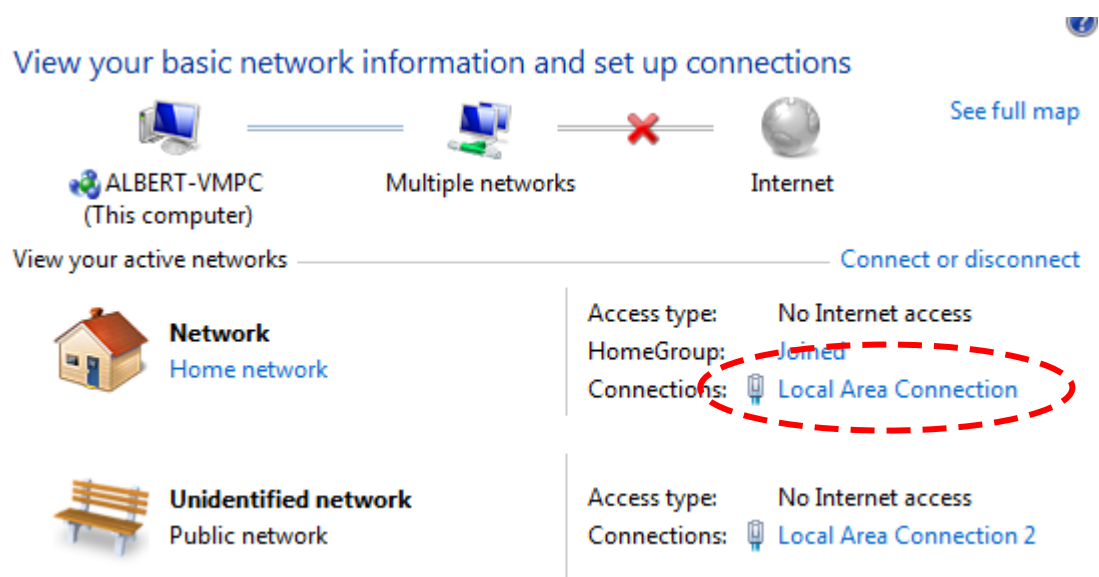 View your basic network information and set up connections
See full map
ALBERT-VMPC
(This computer)
Multiple networks
Internet
View your active networks
Connect or disconnect
Network
Home network
Access type: No Internet access
HomeGroup: Joined
Connections: Local Area Connection
Unidentified network
Public network
Access type: No Internet access
Connections: Local Area Connection 2